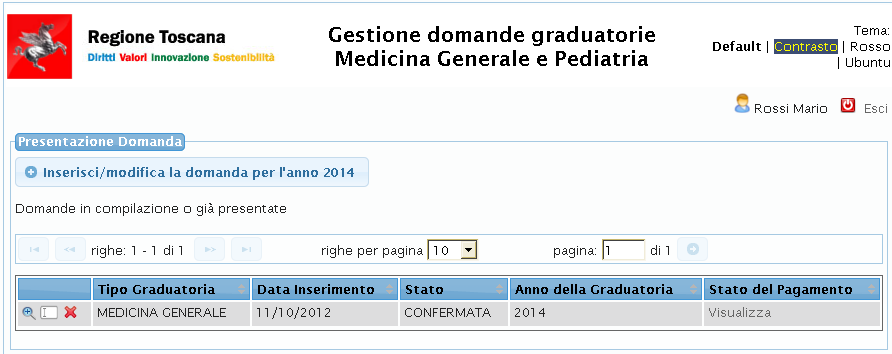 Regione Toscana
Diritti Valori Innovazione Sostenibilità
Gestione domande graduatorie
Medicina Generale e Pediatria
Tema:
Default | Contrasto | Rosso
| Ubuntu
Rossi Mario Esci
Presentazione Domanda
Inserisci/modifica la domanda per l'anno 2014
Domande in compilazione o già presentate
righe: 1 - 1 di 1 righe per pagina 10 pagina: 1 di 1
Tipo Graduatoria Data Inserimento Stato Anno della Graduatoria Stato del Pagamento
MEDICINA GENERALE 11/10/2012 CONFERMATA 2014 Visualizza